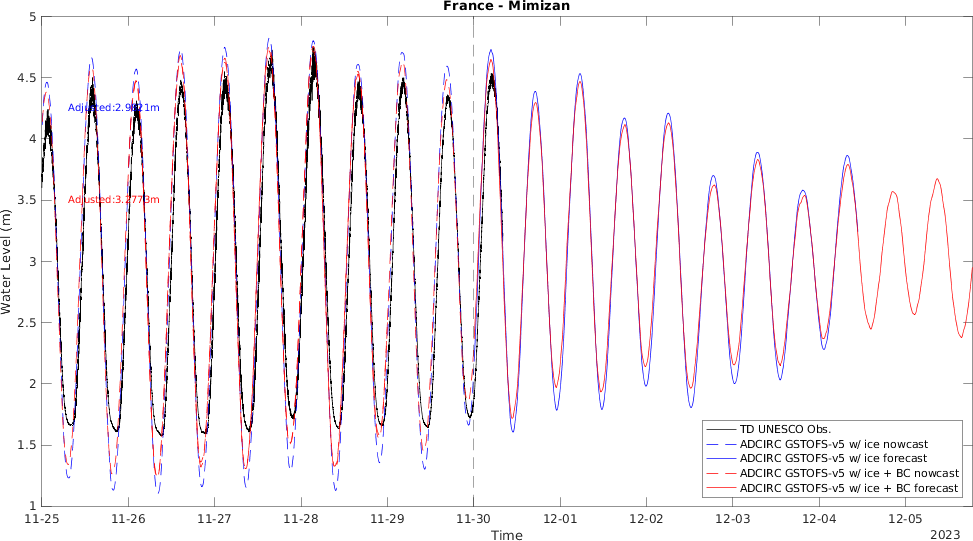 France - Mimizan
5
4.5
4
3.5
3
2.5
2
1.5
1
Water Level (m)
Adjusted:3.2773m
11-25
11-26
11-27
11-28
11-29
11-30
12-01
12-02
12-03
12-04
12-05
Time
2023
TD UNESCO Obs.
ADCIRC GSTOFS-v5 w/ ice nowcast
ADCIRC GSTOFS-v5 w/ ice forecast
ADCIRC GSTOFS-v5 w/ ice + BC nowcast
ADCIRC GSTOFS-v5 w/ ice + BC forecast